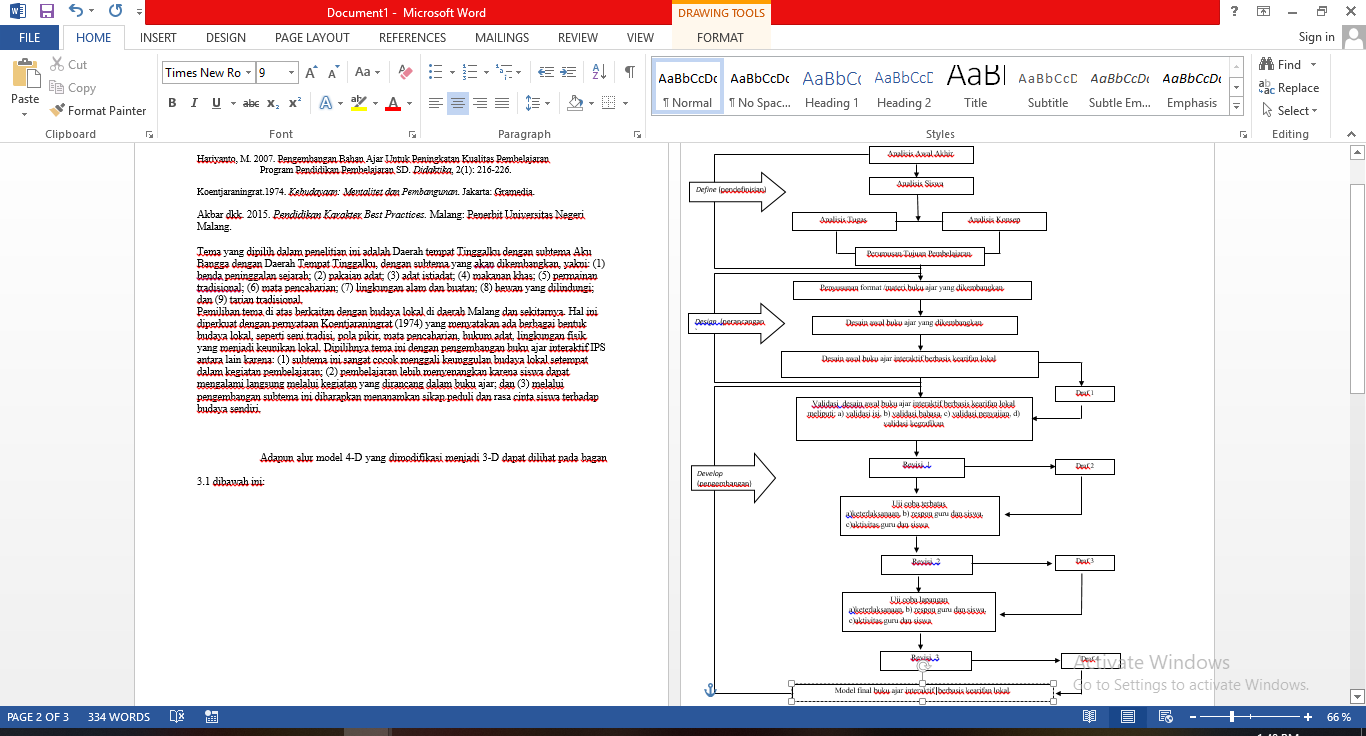 Document1 - Microsoft Word
DRAWING TOOLS
FILE
HOME
INSERT
DESIGN
PAGE LAYOUT
REFERENCES
MAILINGS
REVIEW
VIEW
FORMAT
Sign in
Paste
Cut
Copy
Format Painter
Clipboard
Times New Ro
9
Font
Paragraph
AaBbCcDc
¶ Normal
AaBbCcDc
¶ No Spac...
AaBbCc
Heading 1
AaBbCcD
Heading 2
AaBl
Title
AaBbCcD
Subtitle
AaBbCcDc
Subtle Em...
AaBbCcDc
Emphasis
Styles
Find
Replace
Select
Editing
Hariyanto, M. 2007. Pengembangan Bahan Ajar Untuk Peningkatan Kualitas Pembelajaran
Program Pendidikan Pembelajaran SD. Didaktika, 2(1): 216-226.
Koentjaraningrat.1974. Kebudayaan: Mentalitet dan Pembangunan. Jakarta: Gramedia.
Akbar dkk. 2015. Pendidikan Karakter Best Practices. Malang: Penerbit Universitas Negeri
Malang.
Tema yang dipilih dalam penelitian ini adalah Daerah tempat Tinggalku dengan subtema Aku
Bangga dengan Daerah Tempat Tinggalku, dengan subtema yang akan dikembangkan, yakni: (1)
benda peninggalan sejarah; (2) pakaian adat; (3) adat istiadat; (4) makanan khas; (5) permainan
tradisional; (6) mata pencaharian; (7) lingkungan alam dan buatan; (8) hewan yang dilindungi;
dan (9) tarian tradisional.
Pemilihan tema di atas berkaitan dengan budaya lokal di daerah Malang dan sekitarnya. Hal ini
diperkuat dengan pernyataan Koentjaraningrat (1974) yang menyatakan ada berbagai bentuk
budaya lokal, seperti seni tradisi, pola pikir, mata pencaharian, hukum adat, lingkungan fisik
yang menjadi keunikan lokal. Dipilihnya tema ini dengan pengembangan buku ajar interaktif IPS
antara lain karena: (1) subtema ini sangat cocok menggali keunggulan budaya lokal setempat
dalam kegiatan pembelajaran; (2) pembelajaran lebih menyenangkan karena siswa dapat
mengalami langsung melalui kegiatan yang dirancang dalam buku ajar; dan (3) melalui
pengembangan subtema ini diharapkan menanamkan sikap peduli dan rasa cinta siswa terhadap
budaya sendiri.
Adapun alur model 4-D yang dimodifikasi menjadi 3-D dapat dilihat pada bagan
3.1 dibawah ini:
Analisis Awal Akhir
Define (pendefinisian)
Analisis Siswa
Analisis Tugas
Analisis Konsep
Perumusan Tujuan Pembelajaran
Penyusunan format /materi buku ajar yang dikembangkan
Design (perancangan
Desain awal buku ajar yang dikembangkan
Desain awal buku ajar interaktif berbasis kearifan lokal
Draf 1
Validasi desain awal buku ajar interaktif berbasis kearifan lokal
meliputi: a) validasi isi, b) validasi bahasa, c) validasi penyajian, d)
validasi kegrafikan
Develop
(pengembangan)
Revisi 1
Draf 2
Uji coba terbatas
a)keterlaksanaan, b) respon guru dan siswa,
c)aktivitas guru dan siswa
Revisi 2
Draf 3
Uji coba lapangan
a)keterlaksanaan, b) respon guru dan siswa,
c)aktivitas guru dan siswa
Revisi 3
Draf 4
Model final buku ajar interaktif berbasis kearifan lokal
Activate Windows
Go to Settings to activate Windows.
PAGE 2 OF 3
334 WORDS
66 %